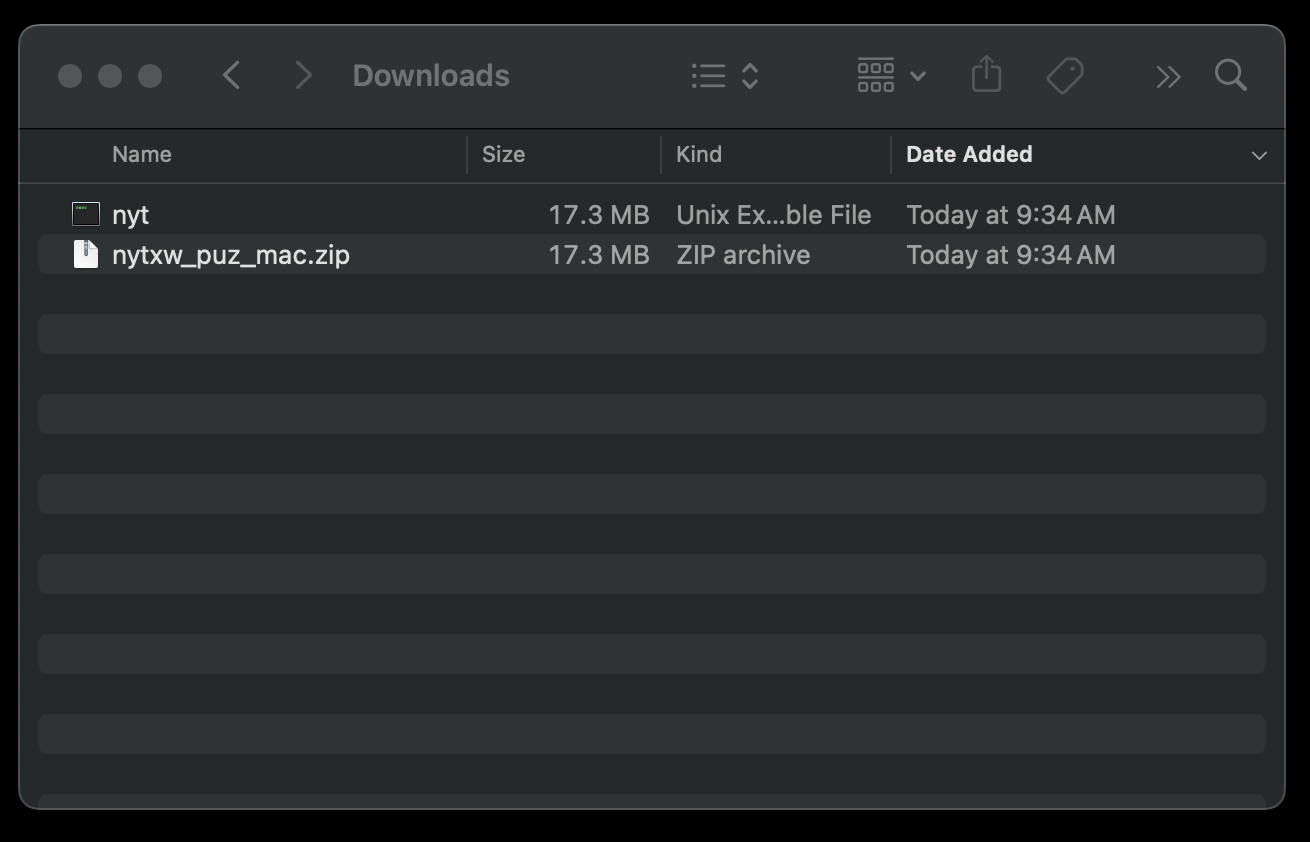 Downloads
Name Size Kind Date Added
nyt 17.3 MB Unix Ex...ble File Today at 9:34 AM
nytxw_puz_mac.zip 17.3 MB ZIP archive Today at 9:34 AM